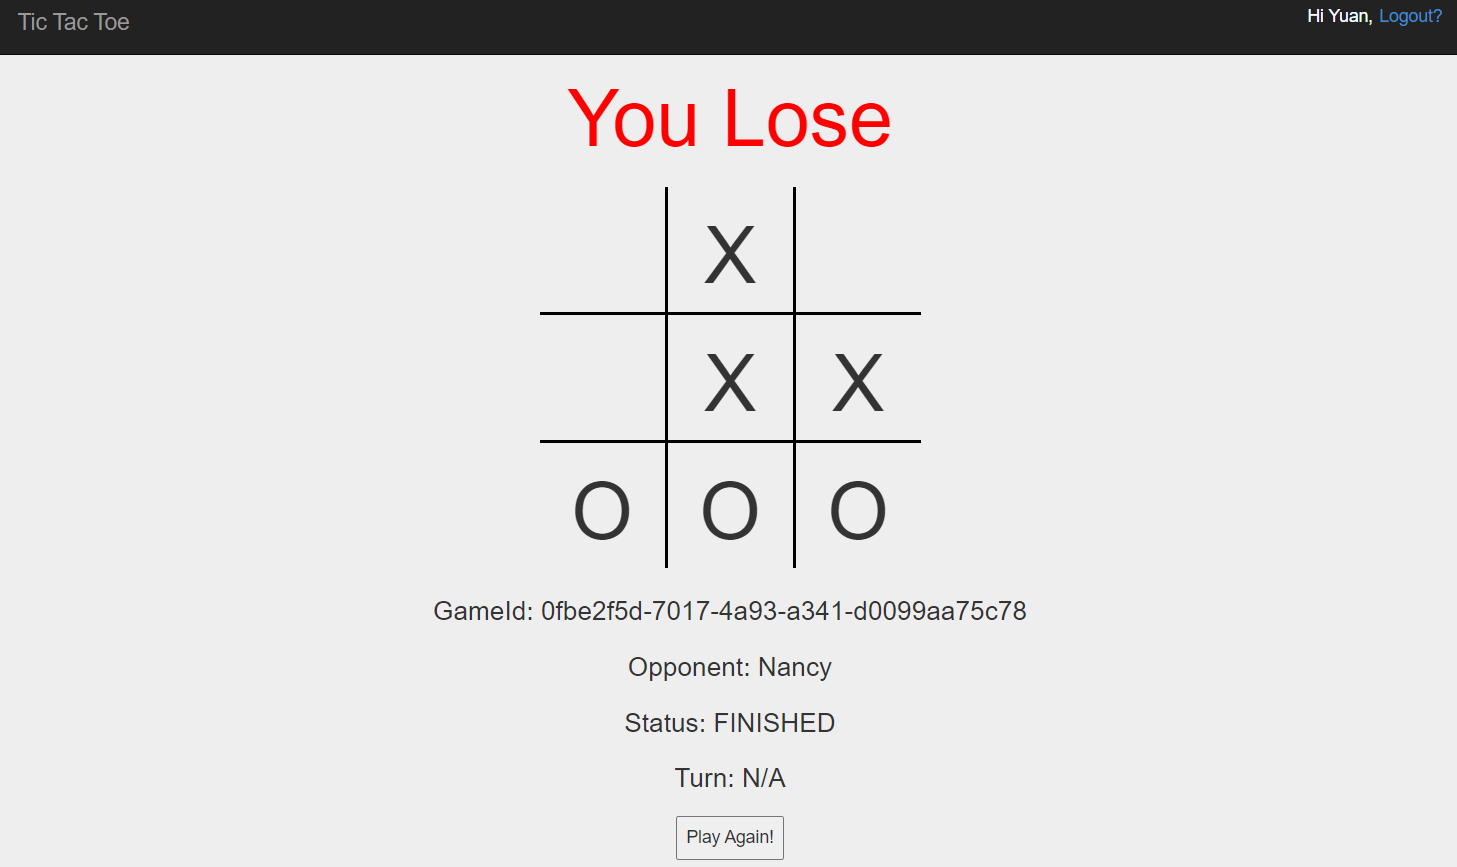 Tic Tac Toe
Hi Yuan, Logout?
You Lose
X
X X
O O O
GameId: 0fbe2f5d-7017-4a93-a341-d0099aa75c78
Opponent: Nancy
Status: FINISHED
Turn: N/A
Play Again!